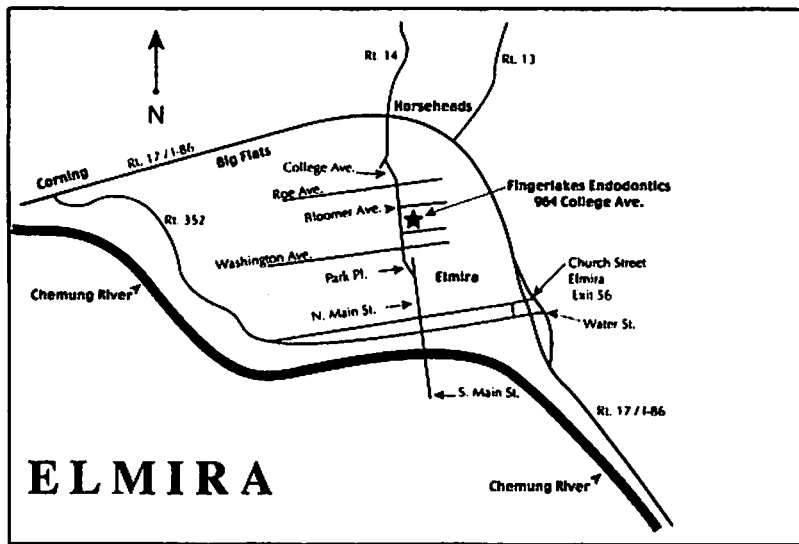 Rt. 14
Rt. 13
N
Horseheads
Rt. 17 / I-86
Big Flats
Corning
College Ave.
Roe Ave.
Fingerlakes Endodontics
964 College Ave.
Bloomer Ave.
Rt. 352
Washington Ave.
Church Street
Elmira
Exit 56
Park Pl.
Elmira
Chemung River
N. Main St.
Water St.
S. Main St.
Rt. 17 / I-86
ELMIRA
Chemung River